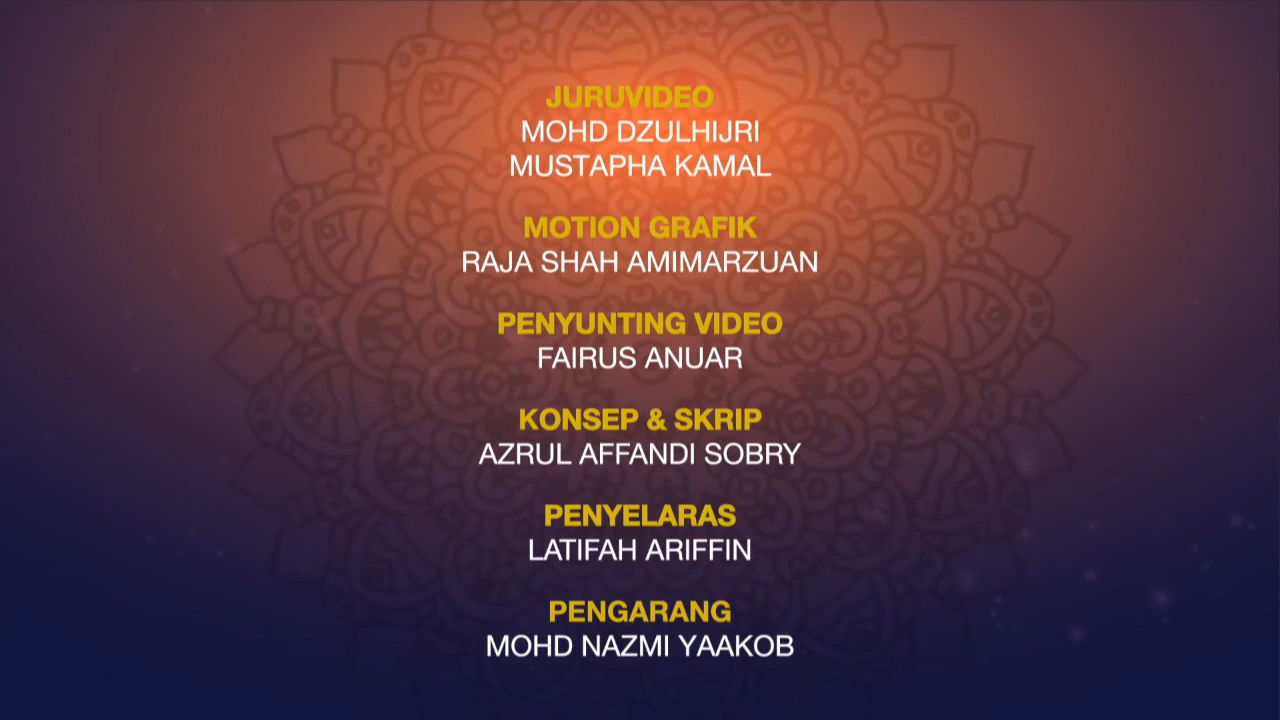 JURUVIDEO
MOHD DZULHIJRI
MUSTAPHA KAMAL
MOTION GRAFIK
RAJA SHAH AMIMARZUAN
PENYUNTING VIDEO
FAIRUS ANUAR
KONSEP & SKRIP
AZRUL AFFANDI SOBRY
PENYELARAS
LATIFAH ARIFFIN
PENGARANG
MOHD NAZMI YAAKOB